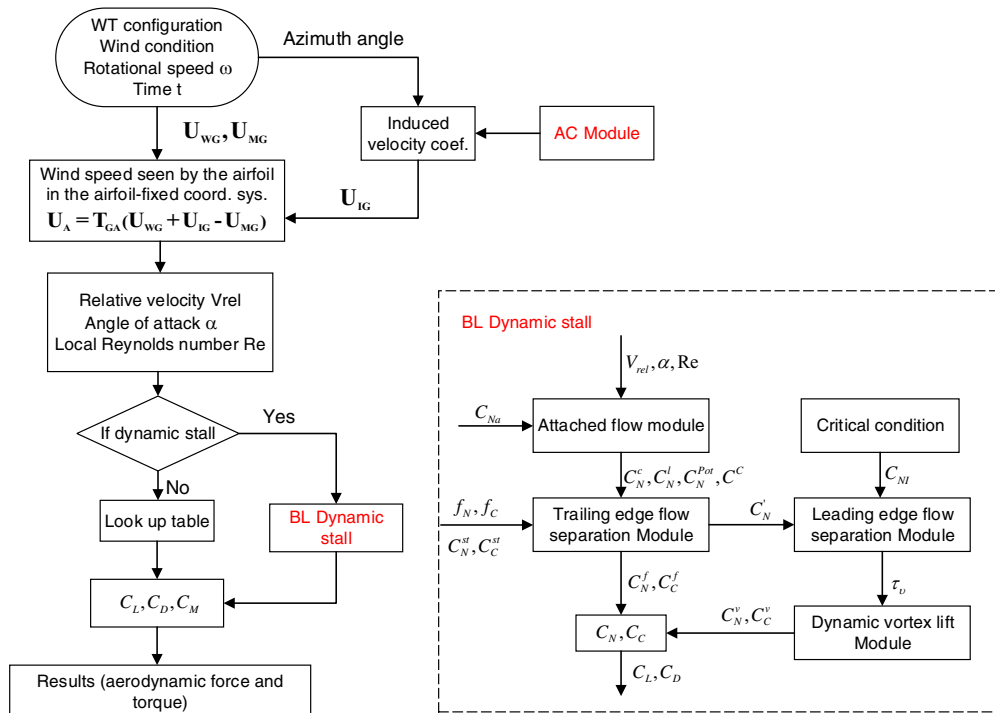 WT configuration
Wind condition
Rotational speed ω
Time t
Azimuth angle
U_WG, U_MG
Induced
velocity coef.
AC Module
Wind speed seen by the airfoil
in the airfoil-fixed coord. sys.
U_A = T_GA(U_WG + U_IG - U_MG)
U_IG
Relative velocity Vrel
Angle of attack α
Local Reynolds number Re
If dynamic stall
Yes
No
Look up table
BL Dynamic
stall
C_L, C_D, C_M
Results (aerodynamic force and
torque)
BL Dynamic stall
V_rel, α, Re
C_Na
Attached flow module
Critical condition
C_N^c, C_N^I, C_N^Pot, C^C
C_NI
f_N, f_C
C_N^st, C_C^st
Trailing edge flow
separation Module
C_N^'
Leading edge flow
separation Module
C_N^f, C_C^f
τ_υ
C_N, C_C
C_N^v, C_C^v
Dynamic vortex lift
Module
C_L, C_D